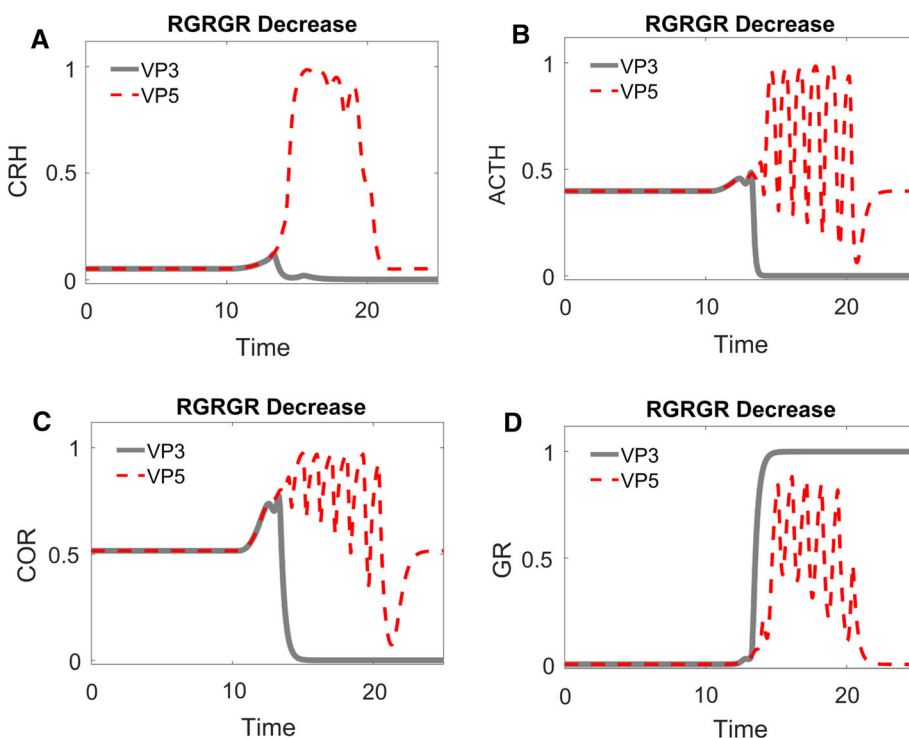 A
RGRGR Decrease
VP3
VP5
1
0.5
0
CRH
0
10
20
Time
B
RGRGR Decrease
VP3
VP5
1
0.5
0
ACTH
0
10
20
Time
C
RGRGR Decrease
VP3
VP5
1
0.5
0
COR
0
10
20
Time
D
RGRGR Decrease
VP3
VP5
1
0.5
0
GR
0
10
20
Time